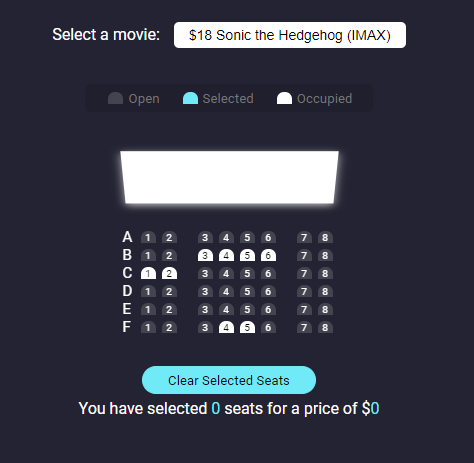 Select a movie: $18 Sonic the Hedgehog (IMAX)
Open Selected Occupied
A 1 2 3 4 5 6 7 8
B 1 2 3 4 5 6 7 8
C 1 2 3 4 5 6 7 8
D 1 2 3 4 5 6 7 8
E 1 2 3 4 5 6 7 8
F 1 2 3 4 5 6 7 8
Clear Selected Seats
You have selected 0 seats for a price of $0